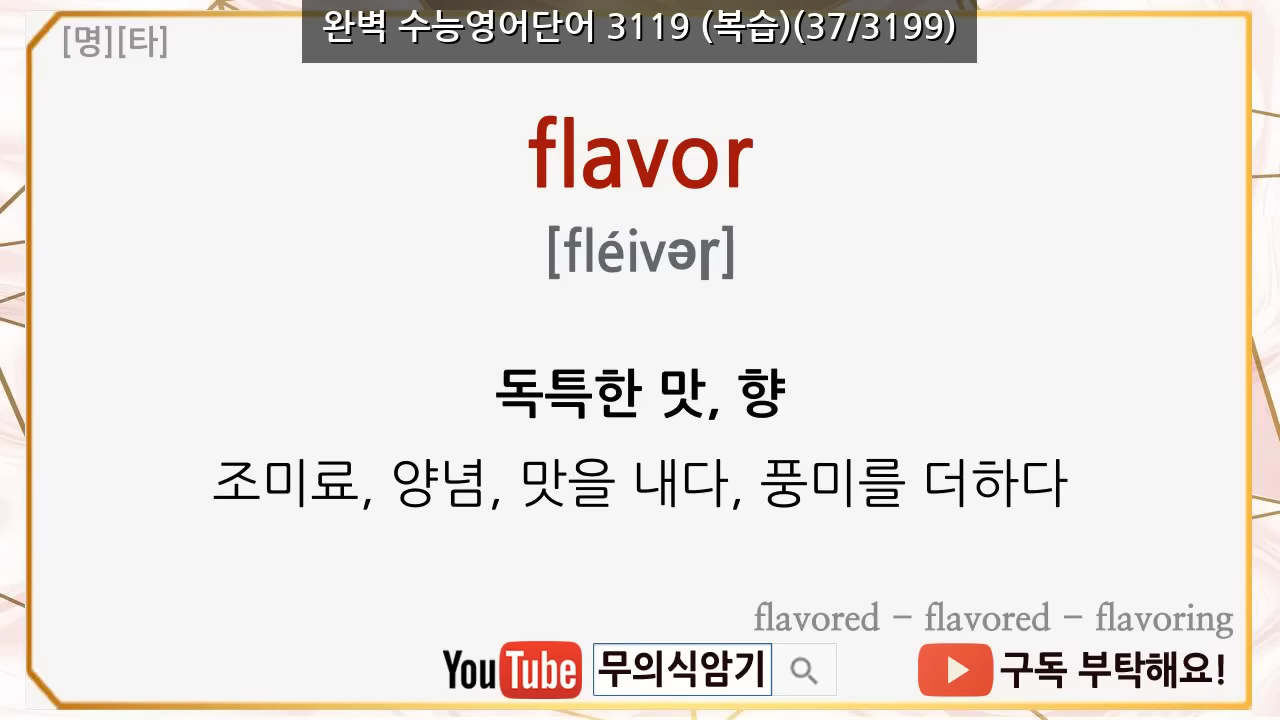 완벽 수능영어단어 3119 (복습)(37/3199)
[명][타]
flavor
[fléivər]
독특한 맛, 향
조미료, 양념, 맛을 내다, 풍미를 더하다
flavored - flavored - flavoring
YouTube 무의식암기
구독 부탁해요!